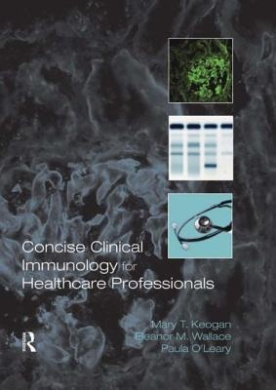 Concise Clinical
Immunology for
Healthcare Professionals
Mary T. Keogan
Eleanor M. Wallace
Paula O'Leary
R